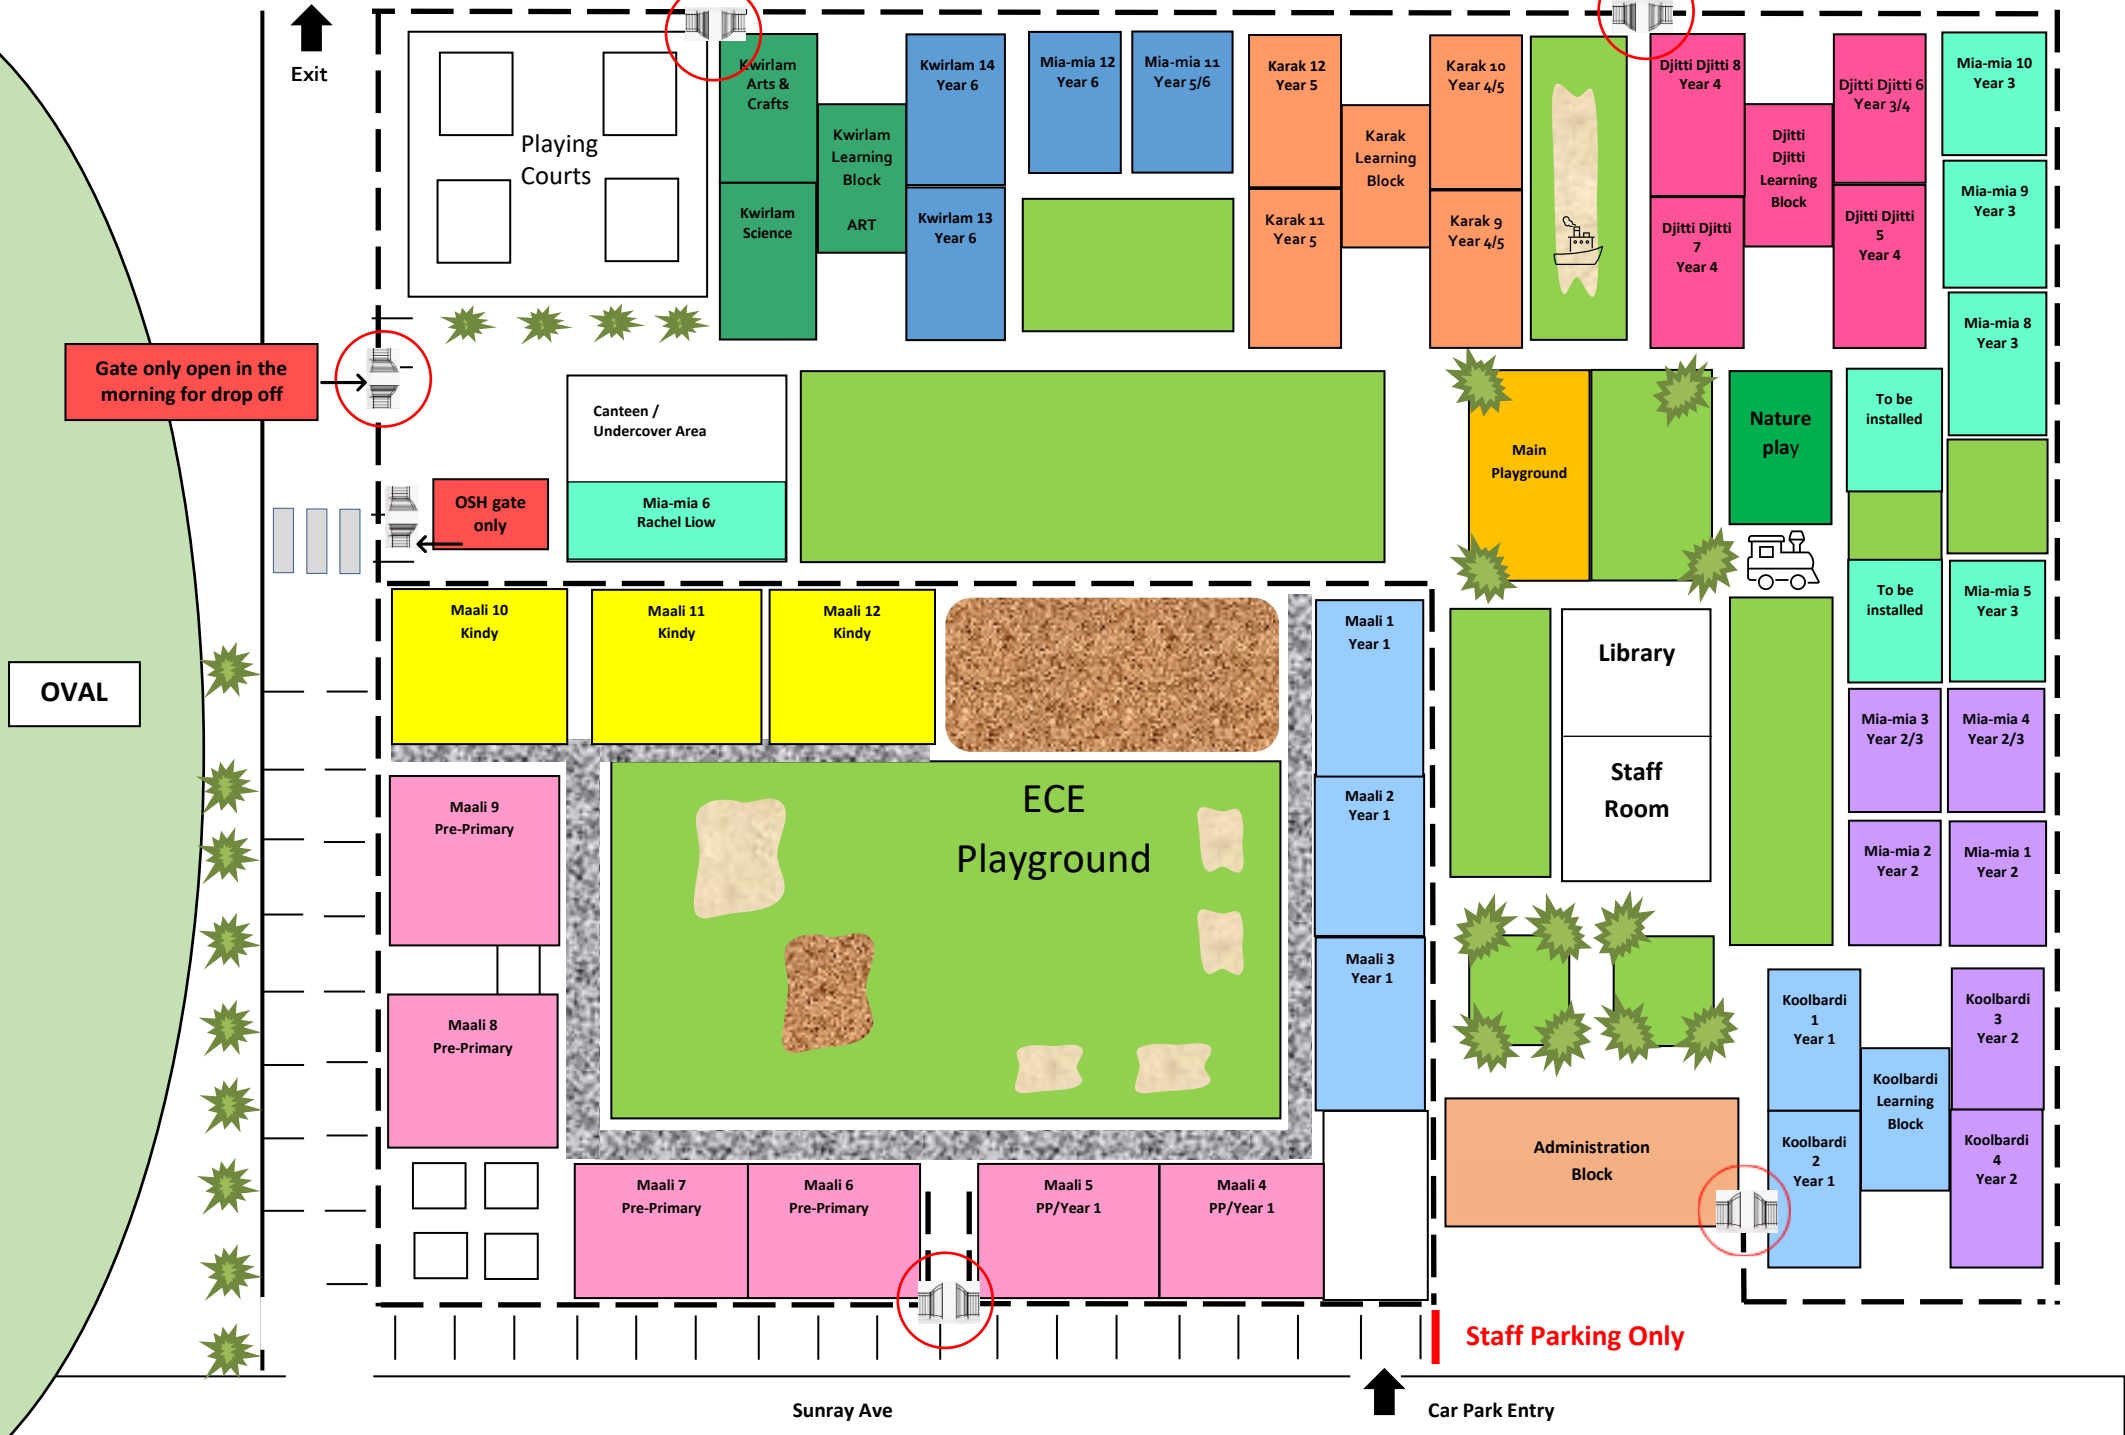 Exit
Playing
Courts
Kwirlam
Arts &
Crafts
Kwirlam
Science
Kwirlam
Learning
Block
ART
Kwirlam 14
Year 6
Kwirlam 13
Year 6
Mia-mia 12
Year 6
Mia-mia 11
Year 5/6
Karak 12
Year 5
Karak 11
Year 5
Karak
Learning
Block
Karak 10
Year 4/5
Karak 9
Year 4/5
Djitti Djitti 8
Year 4
Djitti Djitti
7
Year 4
Djitti
Djitti
Learning
Block
Djitti Djitti 6
Year 3/4
Djitti Djitti
5
Year 4
Mia-mia 10
Year 3
Mia-mia 9
Year 3
Mia-mia 8
Year 3
Gate only open in the
morning for drop off
Canteen /
Undercover Area
Mia-mia 6
Rachel Liow
OSH gate
only
Main
Playground
Nature
play
To be
installed
To be
installed
Mia-mia 5
Year 3
OVAL
Maali 10
Kindy
Maali 11
Kindy
Maali 12
Kindy
Maali 1
Year 1
Library
Staff
Room
Mia-mia 3
Year 2/3
Mia-mia 4
Year 2/3
Maali 9
Pre-Primary
ECE
Playground
Maali 2
Year 1
Mia-mia 2
Year 2
Mia-mia 1
Year 2
Maali 3
Year 1
Maali 8
Pre-Primary
Koolbardi
1
Year 1
Koolbardi
3
Year 2
Koolbardi
Learning
Block
Koolbardi
2
Year 1
Koolbardi
4
Year 2
Administration
Block
Maali 7
Pre-Primary
Maali 6
Pre-Primary
Maali 5
PP/Year 1
Maali 4
PP/Year 1
Staff Parking Only
Sunray Ave
Car Park Entry